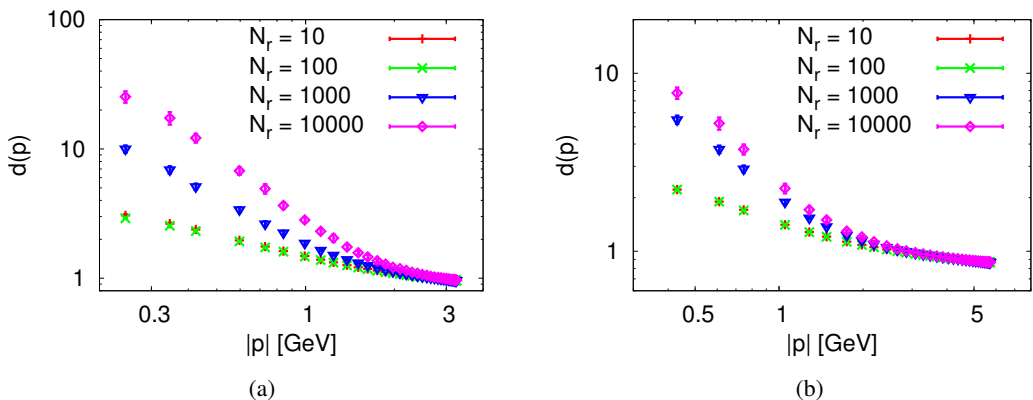 100
10
1
d(p)
0.3
1
3
|p| [GeV]
N_r = 10
N_r = 100
N_r = 1000
N_r = 10000
(a)
10
1
d(p)
0.5
1
5
|p| [GeV]
N_r = 10
N_r = 100
N_r = 1000
N_r = 10000
(b)